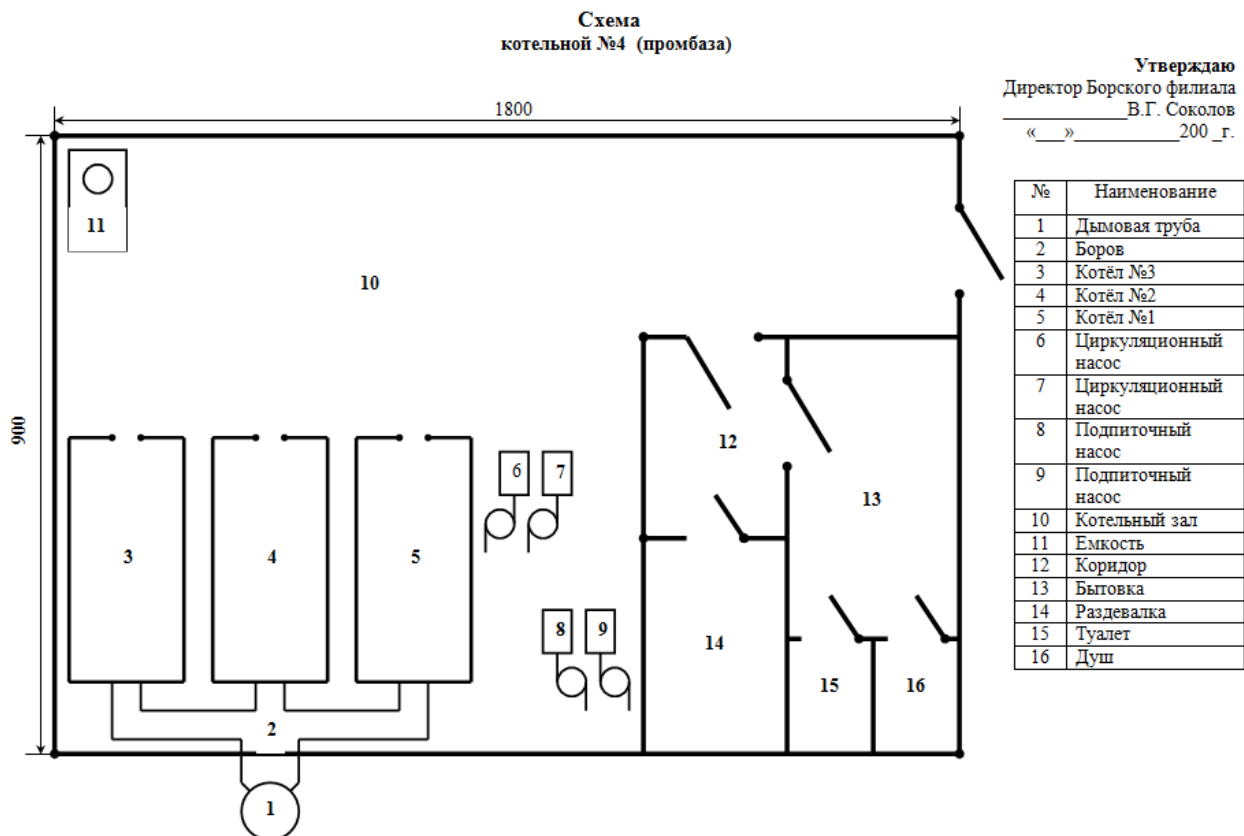 Схема
котельной №4 (промбаза)
Утверждаю
Директор Борского филиала
_____________В.Г. Соколов
«___»___________200 _г.
1800
900
11
10
12
13
6
7
3
4
5
8
9
14
15
16
2
1
№ Наименование
1 Дымовая труба
2 Боров
3 Котёл №3
4 Котёл №2
5 Котёл №1
6 Циркуляционный
насос
7 Циркуляционный
насос
8 Подпиточный
насос
9 Подпиточный
насос
10 Котельный зал
11 Емкость
12 Коридор
13 Бытовка
14 Раздевалка
15 Туалет
16 Душ